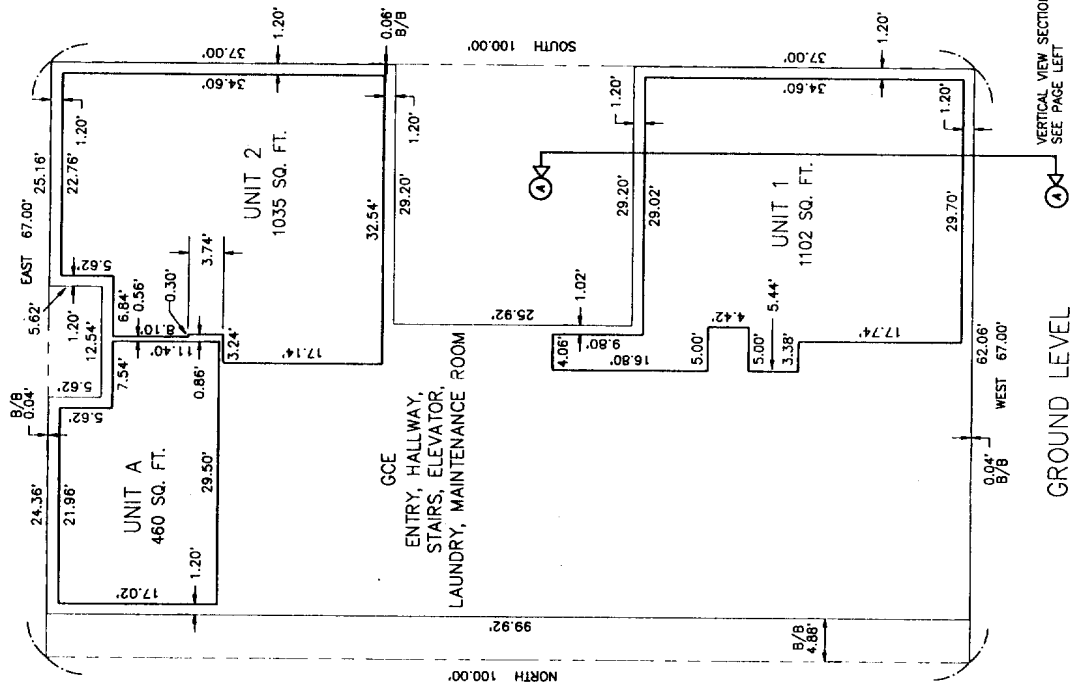 B/B
0.04'
EAST 67.00'
24.36'
5.62'
25.16'
21.96'
5.62'
5.62'
1.20'
12.54'
5.62'
22.76'
1.20'
7.54'
6.84'
0.56'
0.30'
8.10'
11.40'
3.74'
0.86'
3.24'
UNIT A
460 SQ. FT.
17.02'
29.50'
1.20'
UNIT 2
1035 SQ. FT.
34.60'
37.00'
1.20'
0.06'
B/B
17.14'
32.54'
29.20'
1.20'
SOUTH 100.00'
GCE
ENTRY, HALLWAY,
STAIRS, ELEVATOR,
LAUNDRY, MAINTENANCE ROOM
25.92'
1.02'
4.06'
9.80'
16.80'
29.20'
29.02'
1.20'
A
UNIT 1
1102 SQ. FT.
34.60'
37.00'
1.20'
5.00'
4.42'
5.00'
5.44'
3.38'
17.74'
29.70'
1.20'
99.92'
NORTH 100.00'
B/B
4.88'
62.06'
WEST 67.00'
0.04'
B/B
A
VERTICAL VIEW SECTION
SEE PAGE LEFT
GROUND LEVEL